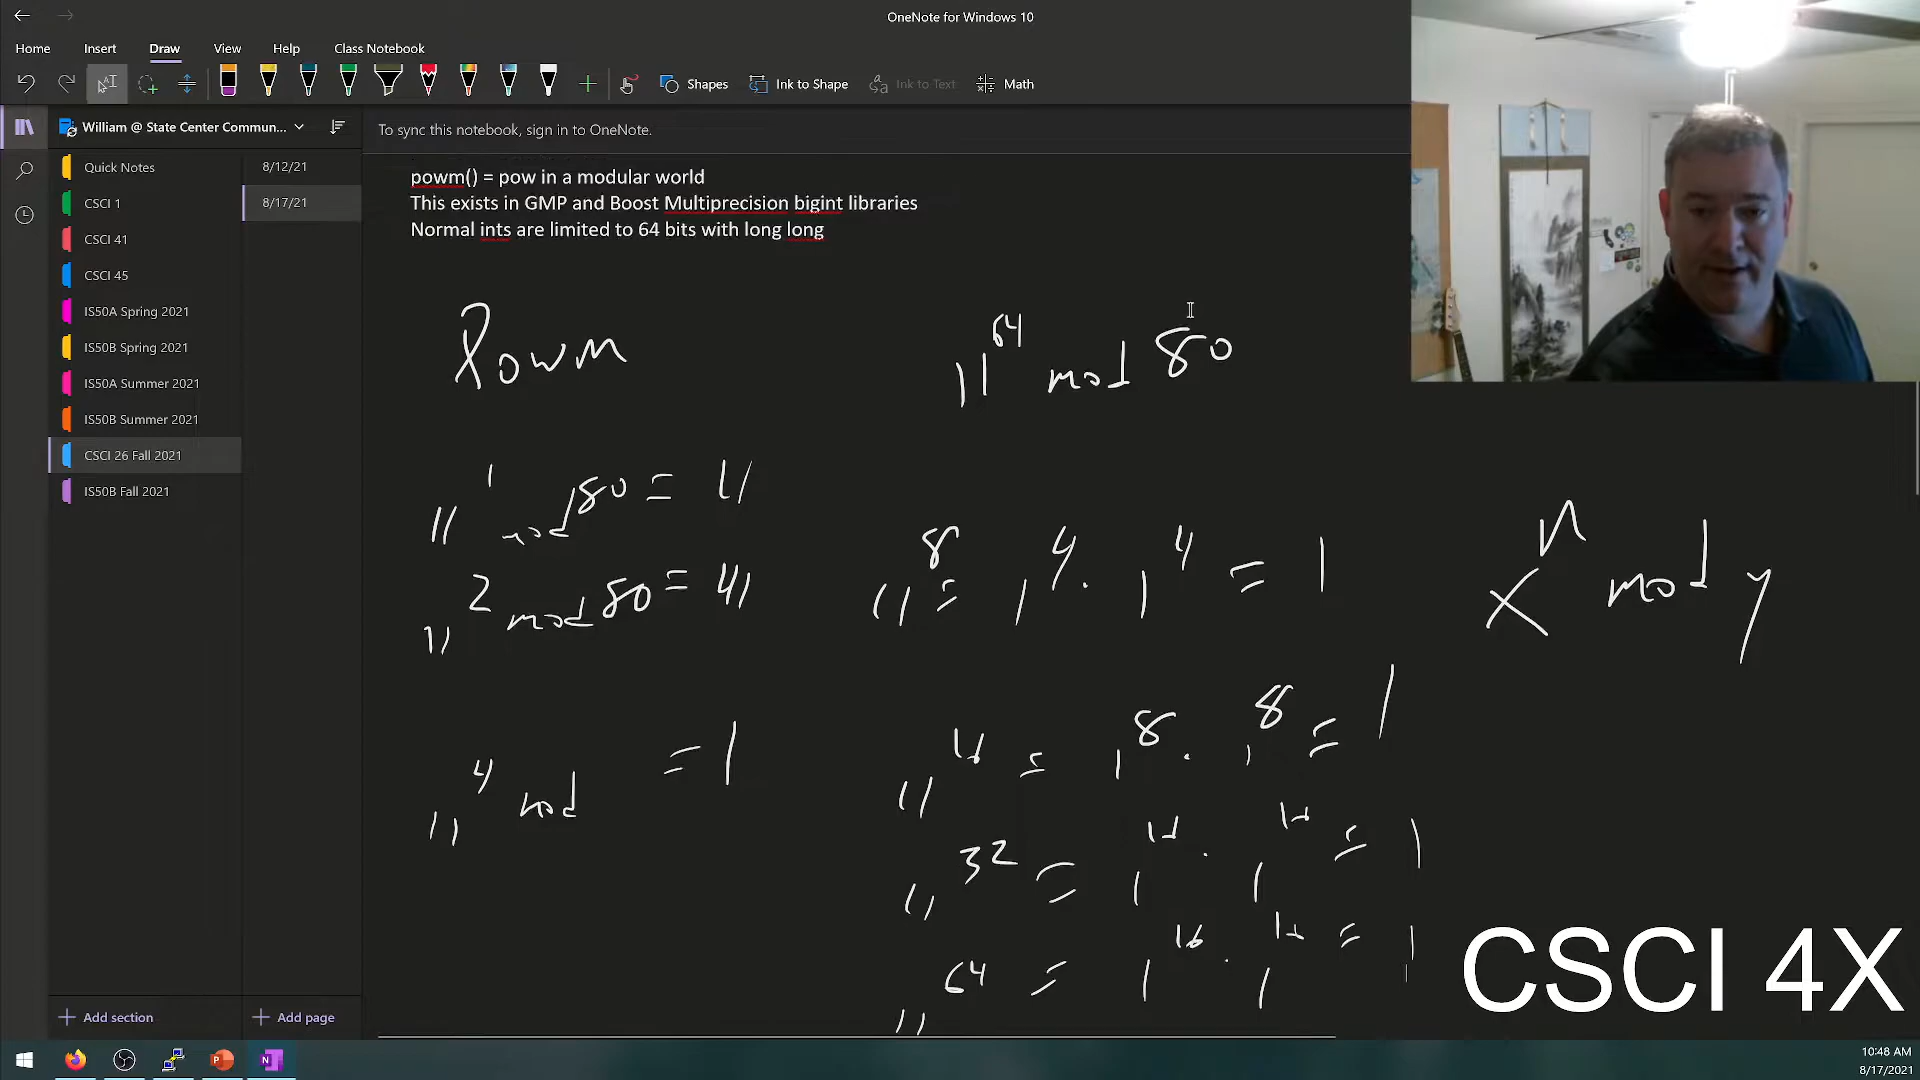 OneNote for Windows 10
Home Insert Draw View Help Class Notebook
Shapes Ink to Shape Ink to Text Math
William @ State Center Commun...
To sync this notebook, sign in to OneNote.
Quick Notes
CSCI 1
CSCI 41
CSCI 45
IS50A Spring 2021
IS50B Spring 2021
IS50A Summer 2021
IS50B Summer 2021
CSCI 26 Fall 2021
IS50B Fall 2021
8/12/21
8/17/21
powm() = pow in a modular world
This exists in GMP and Boost Multiprecision bigint libraries
Normal ints are limited to 64 bits with long long
Powm
11^64 mod 80
11^1 mod 80 = 11
11^2 mod 80 = 41
11^4 mod = 1
11^8 = 1^4 · 1^4 = 1
11^16 = 1^8 · 1^8 = 1
11^32 = 1^16 · 1^16 = 1
11^64 = 1^16 · 1^16 = 1
x^n mod y
CSCI 4X
Add section
Add page
10:48 AM
8/17/2021